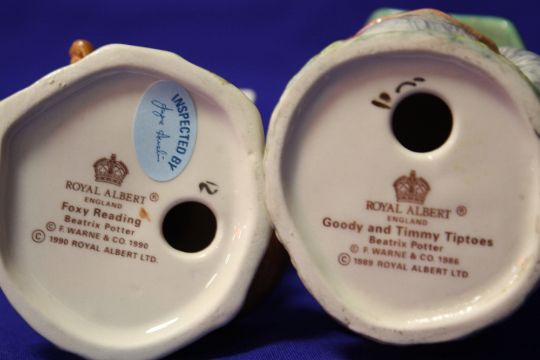 INSPECTED BY
ROYAL ALBERT ®
ENGLAND
Foxy Reading
Beatrix Potter
© F. WARNE & CO. 1990
© 1990 ROYAL ALBERT LTD.
ROYAL ALBERT ®
ENGLAND
Goody and Timmy Tiptoes
Beatrix Potter
© F. WARNE & CO. 1986
© 1989 ROYAL ALBERT LTD.